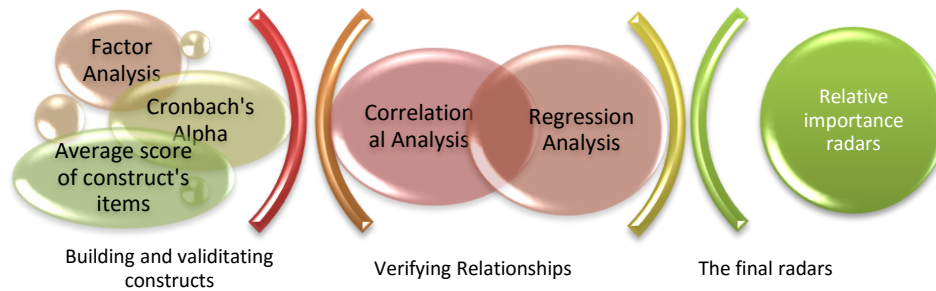 Factor
Analysis
Cronbach's
Alpha
Average score
of construct's
items
Building and validitating
constructs
Correlation
al Analysis
Regression
Analysis
Verifying Relationships
Relative
importance
radars
The final radars